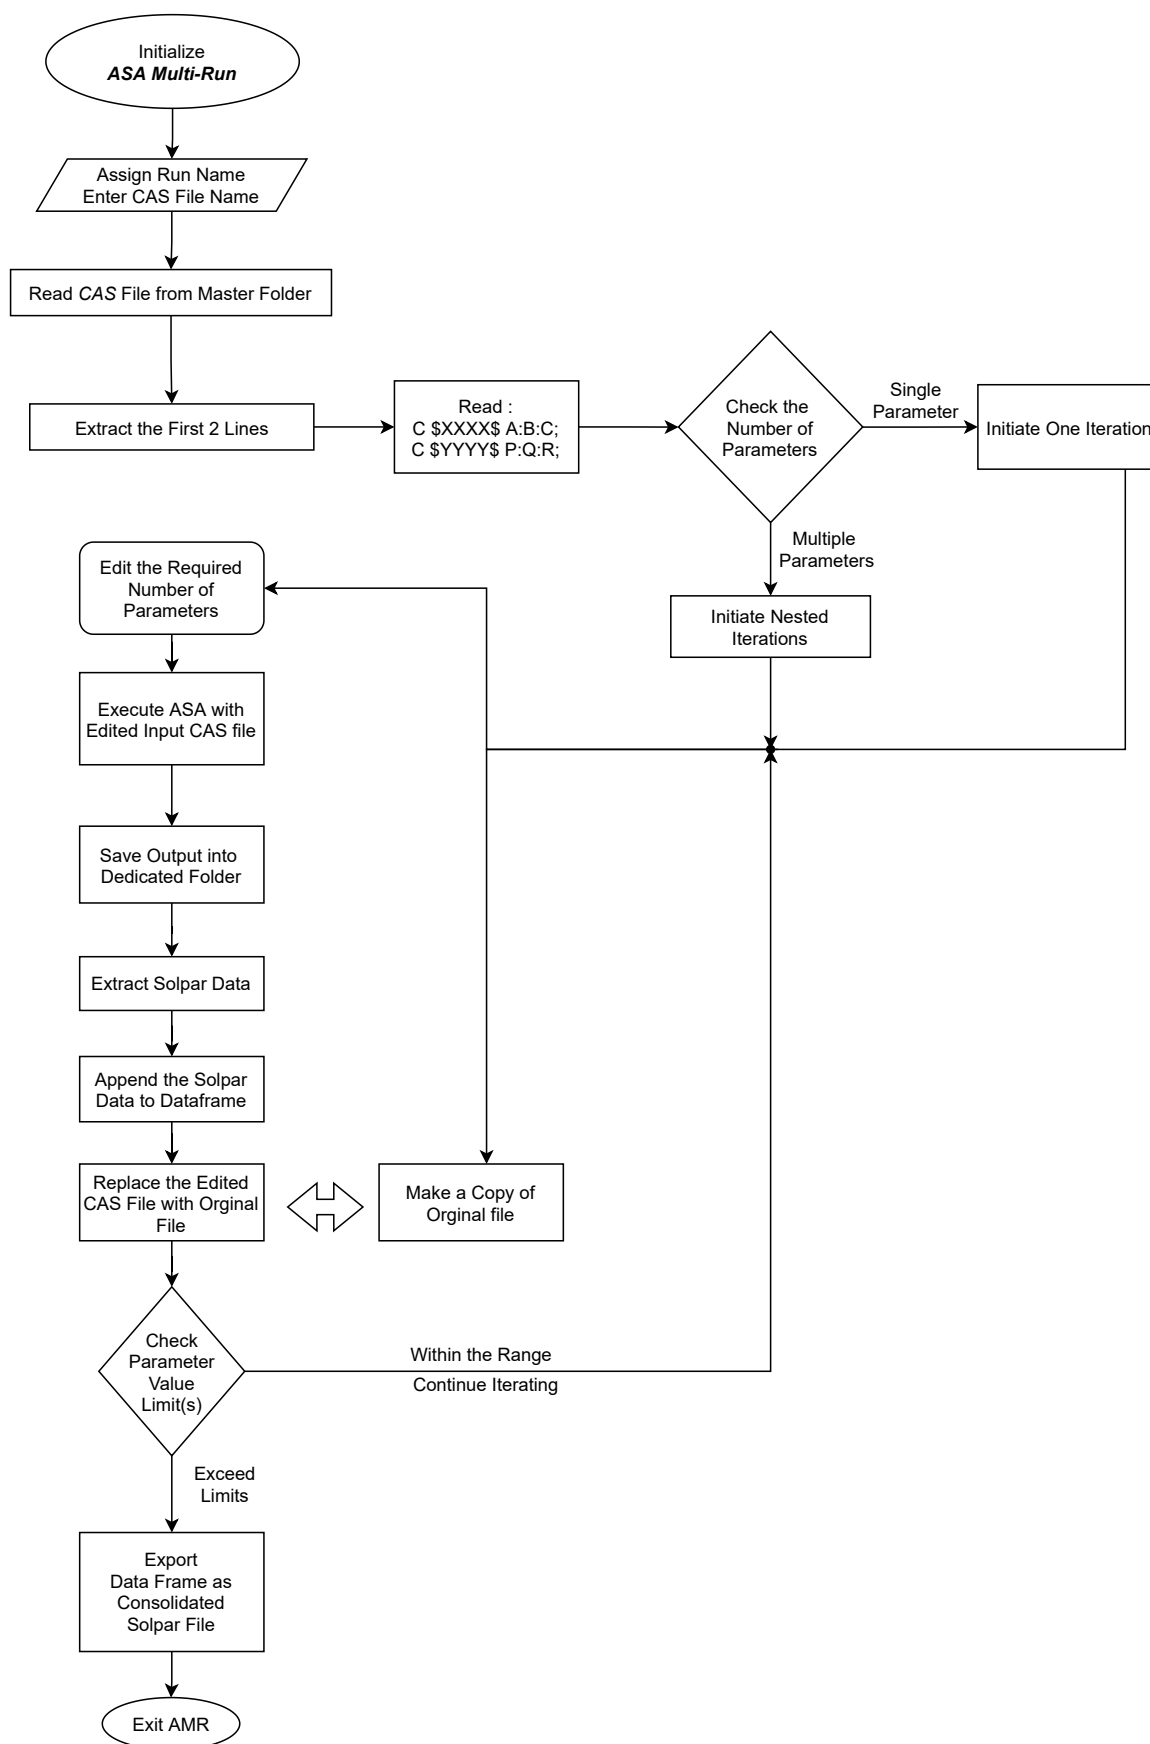 Initialize
ASA Multi-Run
Assign Run Name
Enter CAS File Name
Read CAS File from Master Folder
Extract the First 2 Lines
Read :
C $XXXX$ A:B:C;
C $YYYY$ P:Q:R;
Check the
Number of
Parameters
Single
Parameter
Initiate One Iteration
Multiple
Parameters
Initiate Nested
Iterations
Edit the Required
Number of
Parameters
Execute ASA with
Edited Input CAS file
Save Output into
Dedicated Folder
Extract Solpar Data
Append the Solpar
Data to Dataframe
Replace the Edited
CAS File with Orginal
File
Make a Copy of
Orginal file
Check
Parameter
Value
Limit(s)
Within the Range
Continue Iterating
Exceed
Limits
Export
Data Frame as
Consolidated
Solpar File
Exit AMR